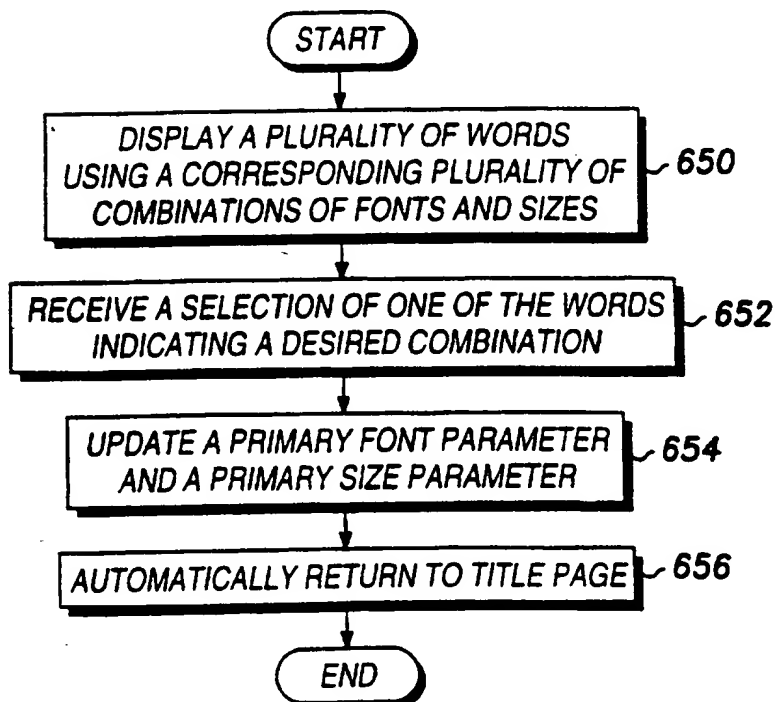 START
DISPLAY A PLURALITY OF WORDS
USING A CORRESPONDING PLURALITY OF
COMBINATIONS OF FONTS AND SIZES
650
RECEIVE A SELECTION OF ONE OF THE WORDS
INDICATING A DESIRED COMBINATION
652
UPDATE A PRIMARY FONT PARAMETER
AND A PRIMARY SIZE PARAMETER
654
AUTOMATICALLY RETURN TO TITLE PAGE
656
END